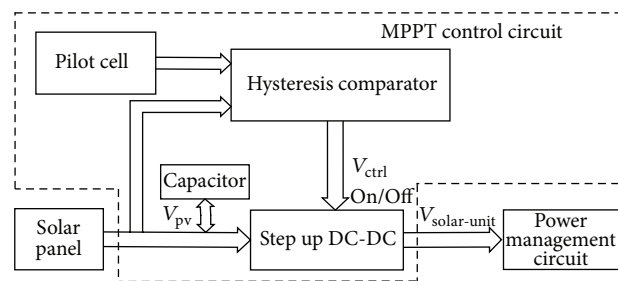 MPPT control circuit
Pilot cell
Hysteresis comparator
Vctrl
On/Off
Capacitor
Vpv
Solar
panel
Step up DC-DC
Vsolar-unit
Power
management
circuit